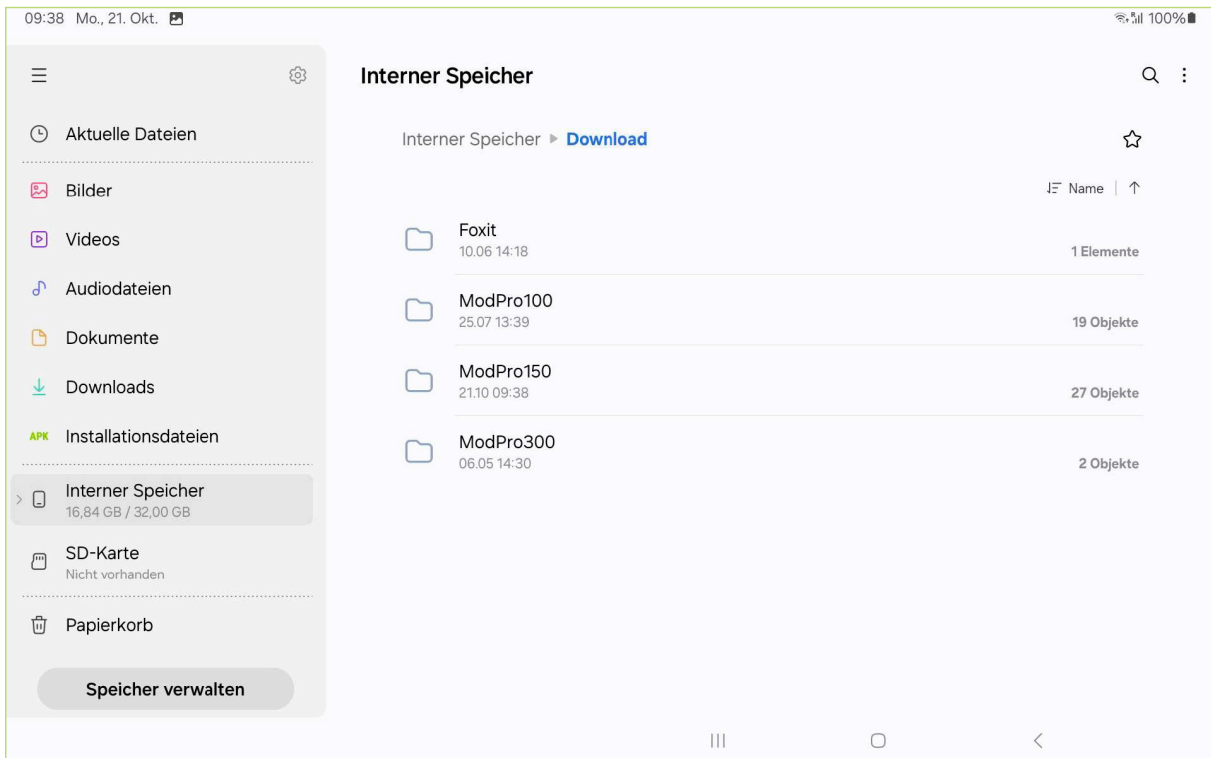 09:38 Mo., 21. Okt.
100%
Aktuelle Dateien
Bilder
Videos
Audiodateien
Dokumente
Downloads
APK Installationsdateien
Interner Speicher
16,84 GB / 32,00 GB
SD-Karte
Nicht vorhanden
Papierkorb
Speicher verwalten
Interner Speicher
Interner Speicher Download
Name
Foxit
10.06 14:18
1 Elemente
ModPro100
25.07 13:39
19 Objekte
ModPro150
21.10 09:38
27 Objekte
ModPro300
06.05 14:30
2 Objekte